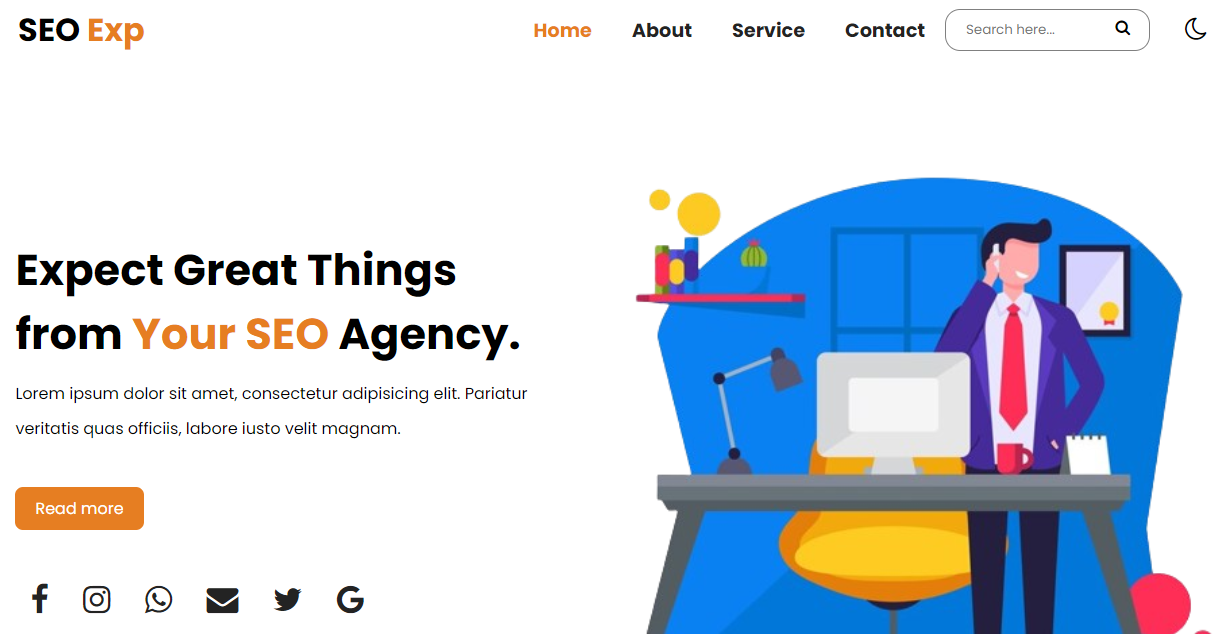 SEO Exp
Home About Service Contact Search here...
Expect Great Things
from Your SEO Agency.
Lorem ipsum dolor sit amet, consectetur adipisicing elit. Pariatur
veritatis quas officiis, labore iusto velit magnam.
Read more